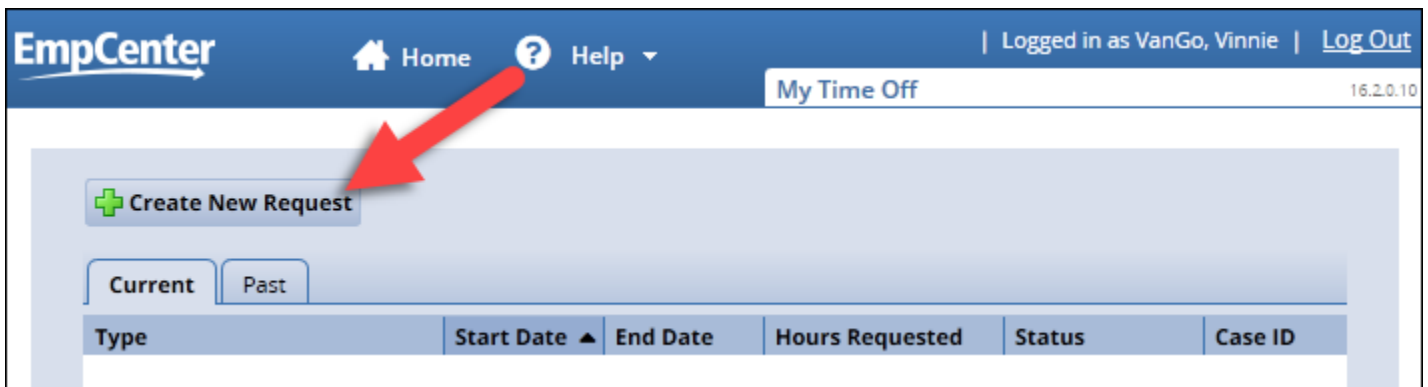 EmpCenter Home ? Help | Logged in as VanGo, Vinnie | Log Out
My Time Off 16.2.0.10
Create New Request
Current Past
Type Start Date End Date Hours Requested Status Case ID